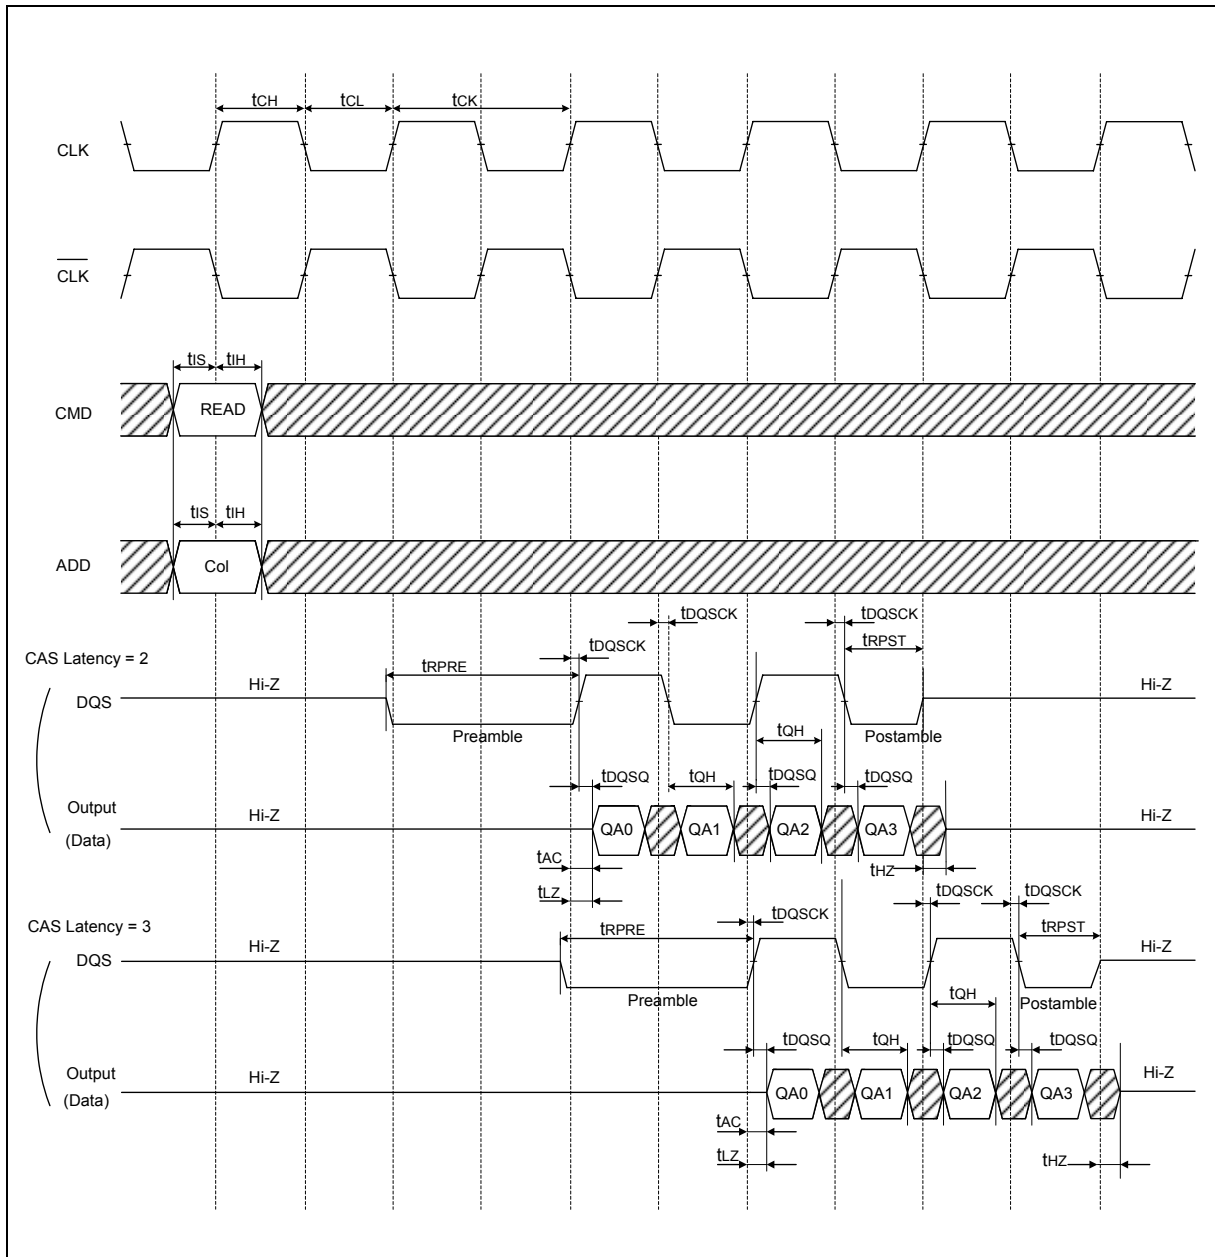 tCH tCL tCK
CLK
CLK
tIS tIH
CMD READ
tIS tIH
ADD Col
tDQSCK tDQSCK
tDQSCK tRPST
CAS Latency = 2
tRPRE
Hi-Z Hi-Z
DQS
Preamble tQH Postamble
tDQSQ tQH tDQSQ tDQSQ
Output
(Data)
Hi-Z QA0 QA1 QA2 QA3 Hi-Z
tAC tHZ
tLZ
tDQSCK tDQSCK
CAS Latency = 3
tDQSCK
tRPRE tRPST
Hi-Z Hi-Z
DQS
Preamble tQH Postamble
tDQSQ tQH tDQSQ tDQSQ
Output
(Data)
Hi-Z QA0 QA1 QA2 QA3 Hi-Z
tAC
tLZ tHZ